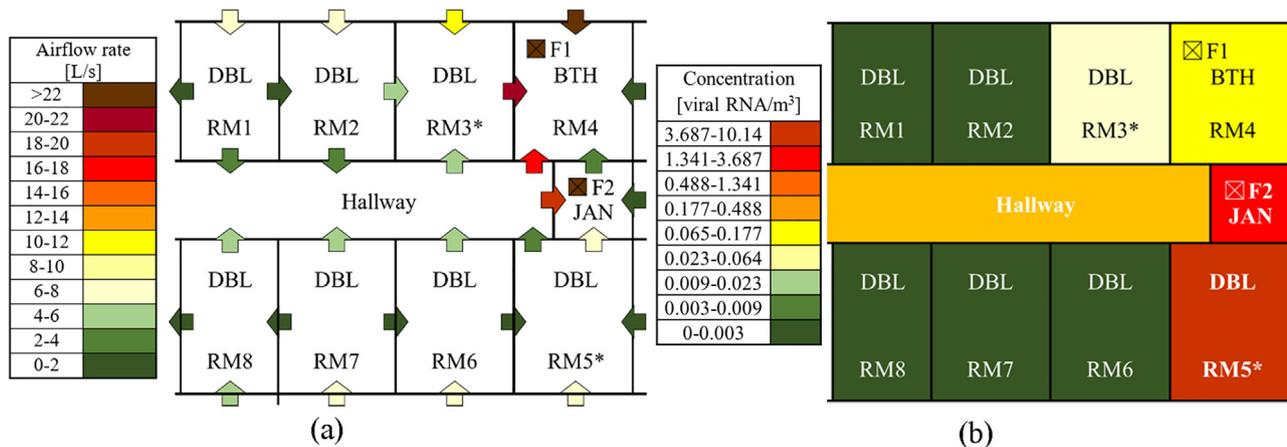 Airflow rate
[L/s]
>22
20-22
18-20
16-18
14-16
12-14
10-12
8-10
6-8
4-6
2-4
0-2
DBL
RM1
DBL
RM2
DBL
RM3*
F1
BTH
RM4
Hallway
F2
JAN
DBL
RM8
DBL
RM7
DBL
RM6
DBL
RM5*
(a)
Concentration
[viral RNA/m³]
3.687-10.14
1.341-3.687
0.488-1.341
0.177-0.488
0.065-0.177
0.023-0.064
0.009-0.023
0.003-0.009
0-0.003
DBL
RM1
DBL
RM2
DBL
RM3*
F1
BTH
RM4
Hallway
F2
JAN
DBL
RM8
DBL
RM7
DBL
RM6
DBL
RM5*
(b)